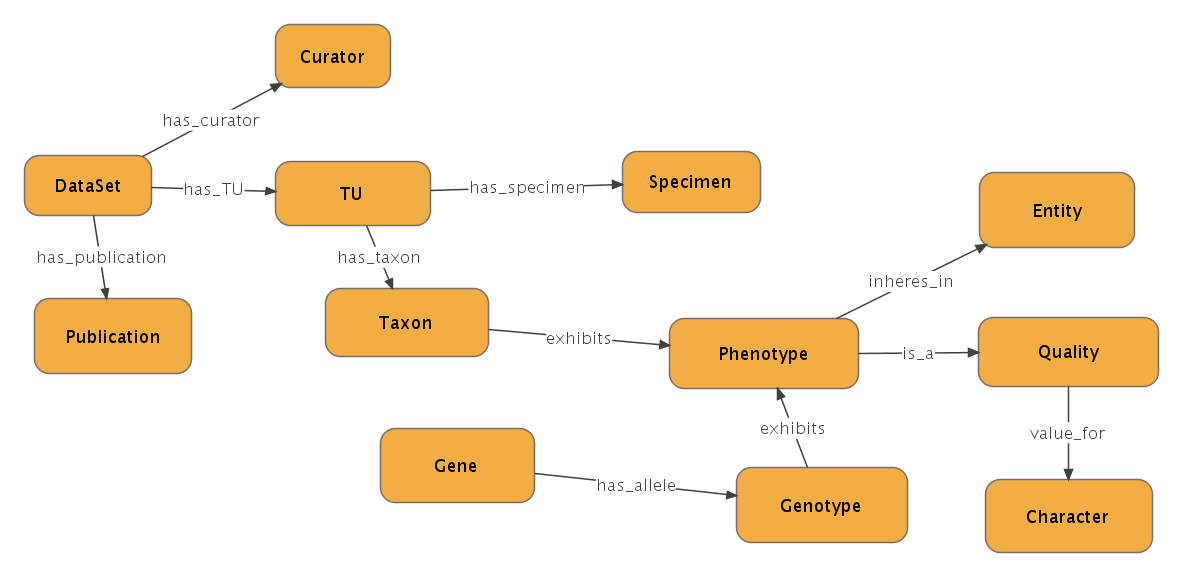 Curator
has_curator
DataSet
has_TU
TU
has_specimen
Specimen
Entity
has_publication
has_taxon
inheres_in
Publication
Taxon
exhibits
Phenotype
is_a
Quality
exhibits
value_for
Gene
has_allele
Genotype
Character